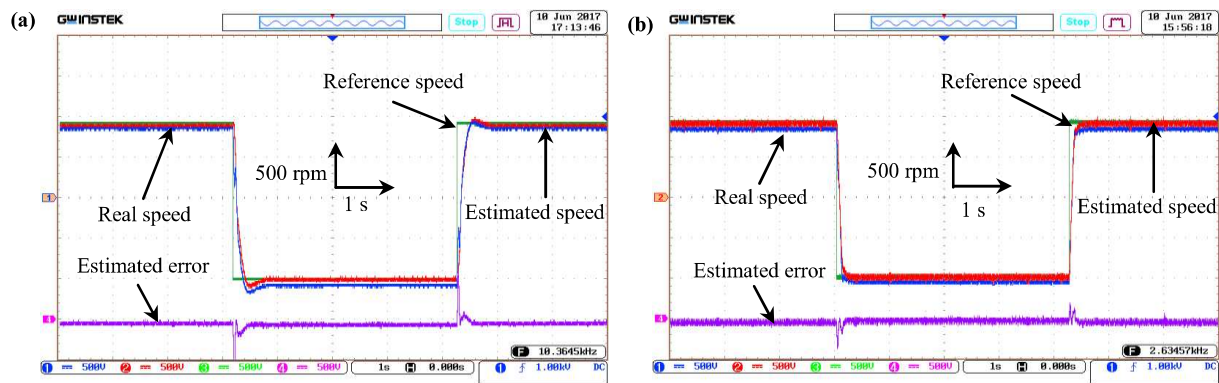 (a)
GWINSTEK
Stop
10 Jun 2017
17:13:46
Reference speed
500 rpm
1 s
Real speed
Estimated speed
Estimated error
1
4
F 10.3645kHz
1 500V 2 500V 3 500V 4 500V 1s H 0.000s 1 1.00kV DC
(b)
GWINSTEK
Stop
10 Jun 2017
15:56:18
Reference speed
500 rpm
1 s
Real speed
Estimated speed
Estimated error
2
4
F 2.63457kHz
1 500V 2 500V 3 500V 4 500V 1s H 0.000s 1 1.00kV DC